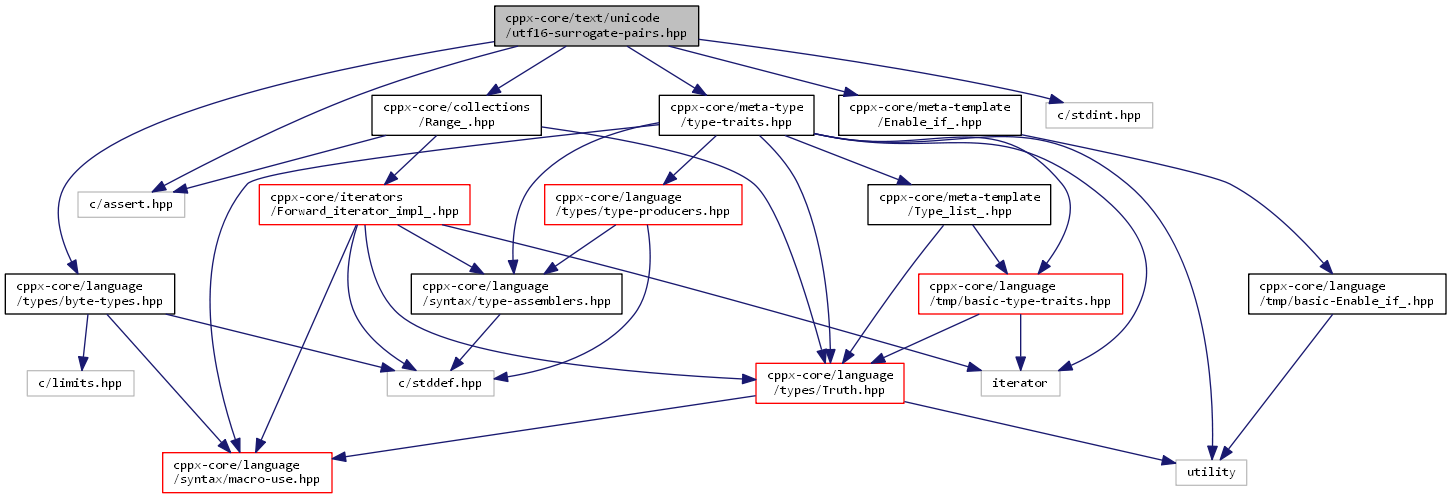 cppx-core/text/unicode
/utf16-surrogate-pairs.hpp
cppx-core/collections
/Range_.hpp
cppx-core/meta-type
/type-traits.hpp
cppx-core/meta-template
/Enable_if_.hpp
c/stdint.hpp
c/assert.hpp
cppx-core/iterators
/Forward_iterator_impl_.hpp
cppx-core/language
/types/type-producers.hpp
cppx-core/meta-template
/Type_list_.hpp
cppx-core/language
/types/byte-types.hpp
cppx-core/language
/syntax/type-assemblers.hpp
cppx-core/language
/tmp/basic-type-traits.hpp
cppx-core/language
/tmp/basic-Enable_if_.hpp
c/limits.hpp
c/stddef.hpp
cppx-core/language
/types/Truth.hpp
iterator
cppx-core/language
/syntax/macro-use.hpp
utility